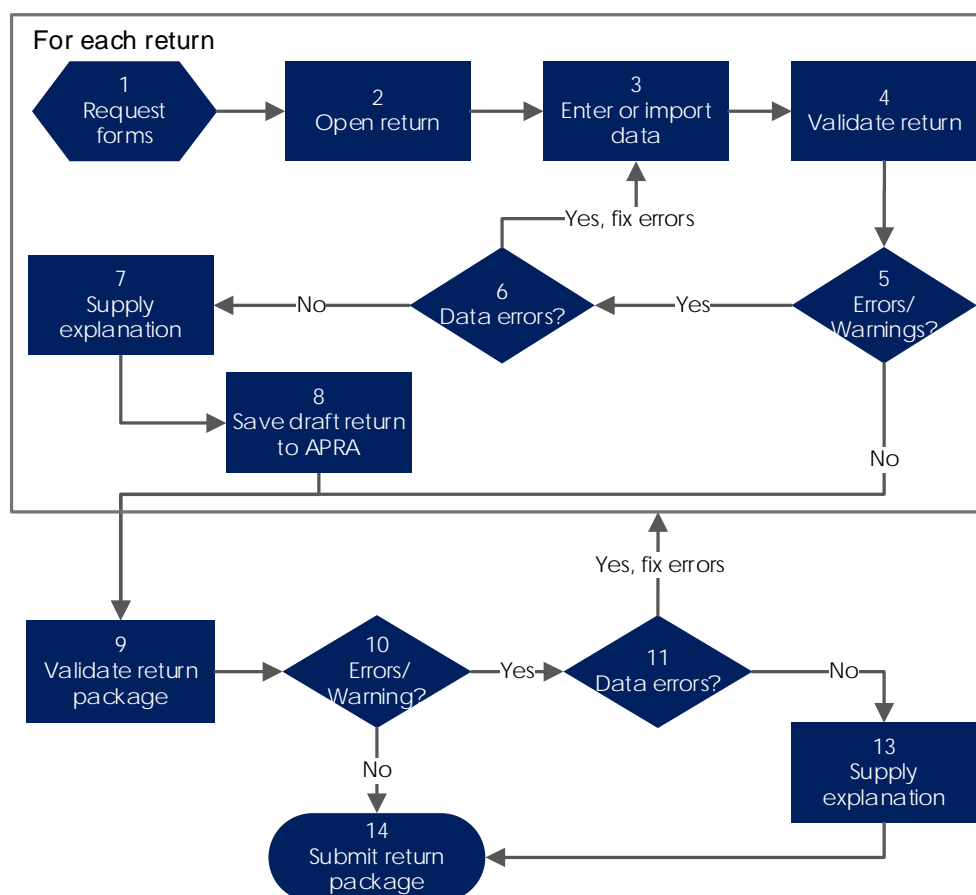 For each return
1
Request
forms
2
Open return
3
Enter or import
data
4
Validate return
Yes, fix errors
7
Supply
explanation
No
6
Data errors?
Yes
5
Errors/
Warnings?
8
Save draft return
to APRA
No
Yes, fix errors
9
Validate return
package
10
Errors/
Warning?
Yes
11
Data errors?
No
No
13
Supply
explanation
14
Submit return
package